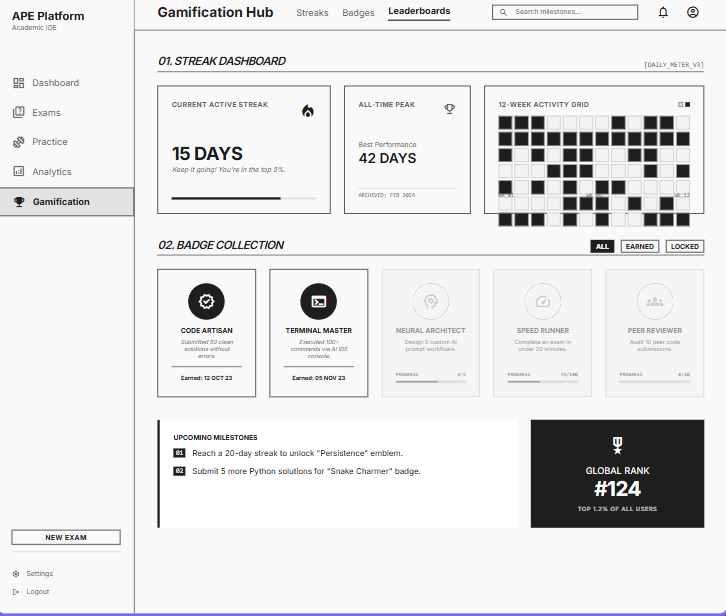 APE Platform
Academic IDE
Dashboard
Exams
Practice
Analytics
Gamification
NEW EXAM
Settings
Logout
Gamification Hub
Streaks
Badges
Leaderboards
Search milestones...
01. STREAK DASHBOARD
[DAILY_METER_V3]
CURRENT ACTIVE STREAK
15 DAYS
Keep it going! You're in the top 5%.
ALL-TIME PEAK
Best Performance
42 DAYS
ARCHIVED: FEB 2024
12-WEEK ACTIVITY GRID
WK_12
02. BADGE COLLECTION
ALL
EARNED
LOCKED
CODE ARTISAN
Submitted 50 clean
solutions without
errors.
Earned: 12 OCT 23
TERMINAL MASTER
Executed 100+
commands via AI IDE
console.
Earned: 05 NOV 23
NEURAL ARCHITECT
Design 5 custom AI
prompt workflows.
PROGRESS
SPEED RUNNER
Complete an exam in
under 20 minutes.
PROGRESS
PEER REVIEWER
Audit 10 peer code
submissions.
PROGRESS
0/10
UPCOMING MILESTONES
01 Reach a 20-day streak to unlock "Persistence" emblem.
02 Submit 5 more Python solutions for "Snake Charmer" badge.
GLOBAL RANK
#124
TOP 1.2% OF ALL USERS